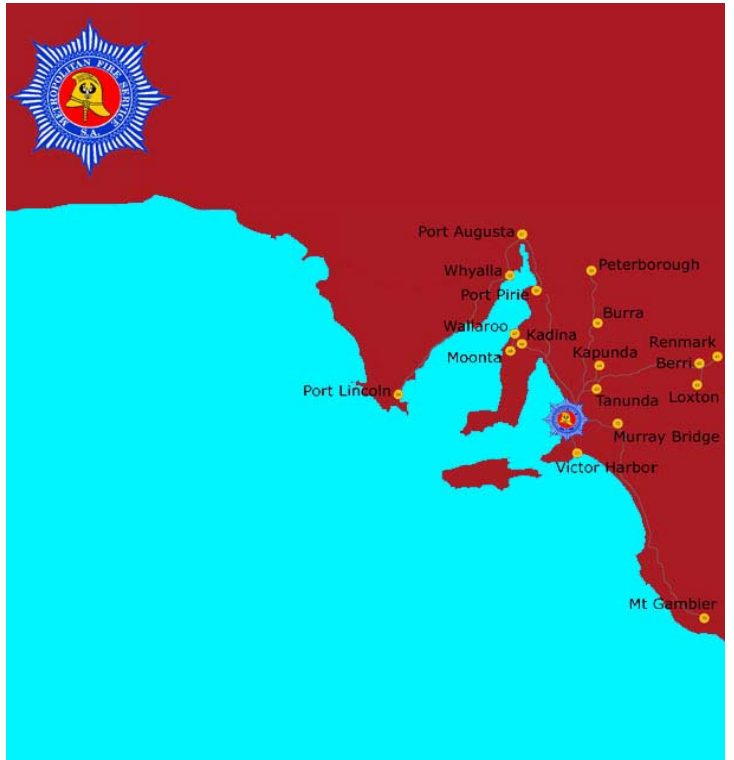 METROPOLITAN FIRE SERVICE
S.A.
Port Augusta
Whyalla
Peterborough
Port Pirie
Burra
Wallaroo
Kadina
Renmark
Moonta
Kapunda
Berri
Port Lincoln
Tanunda
Loxton
Murray Bridge
Victor Harbor
Mt Gambier